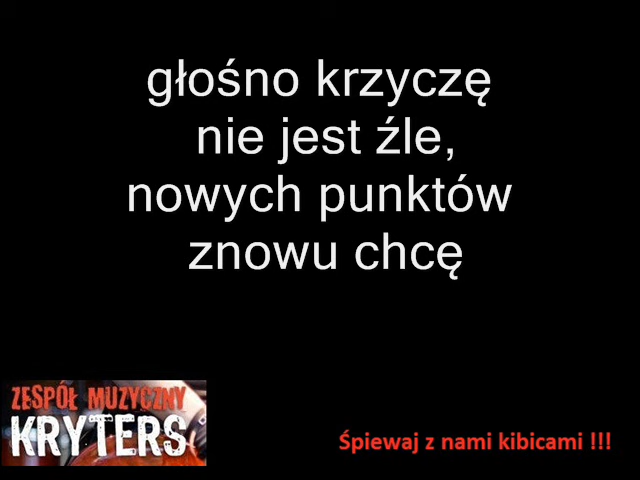 głośno krzyczę
nie jest źle,
nowych punktów
znowu chcę
ZESPÓŁ MUZYCZNY
KRYTERS
Śpiewaj z nami kibicami !!!